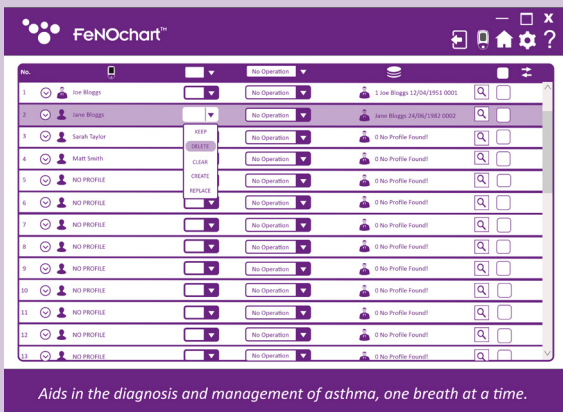 FeNOchart™
?
No. No Operation
1 Joe Bloggs 1 Joe Bloggs 12/04/1951 0001
2 Jane Bloggs Jane Bloggs 24/06/1982 0002
3 Sarah Taylor KEEP No Operation 0 No Profile Found!
DELETE
4 Matt Smith CLEAR No Operation 0 No Profile Found!
CREATE
5 NO PROFILE No Operation 0 No Profile Found!
REPLACE
6 NO PROFILE No Operation 0 No Profile Found!
7 NO PROFILE No Operation 0 No Profile Found!
8 NO PROFILE No Operation 0 No Profile Found!
9 NO PROFILE No Operation 0 No Profile Found!
10 NO PROFILE No Operation 0 No Profile Found!
11 NO PROFILE No Operation 0 No Profile Found!
12 NO PROFILE No Operation 0 No Profile Found!
13 NO PROFILE No Operation 0 No Profile Found!
Aids in the diagnosis and management of asthma, one breath at a time.